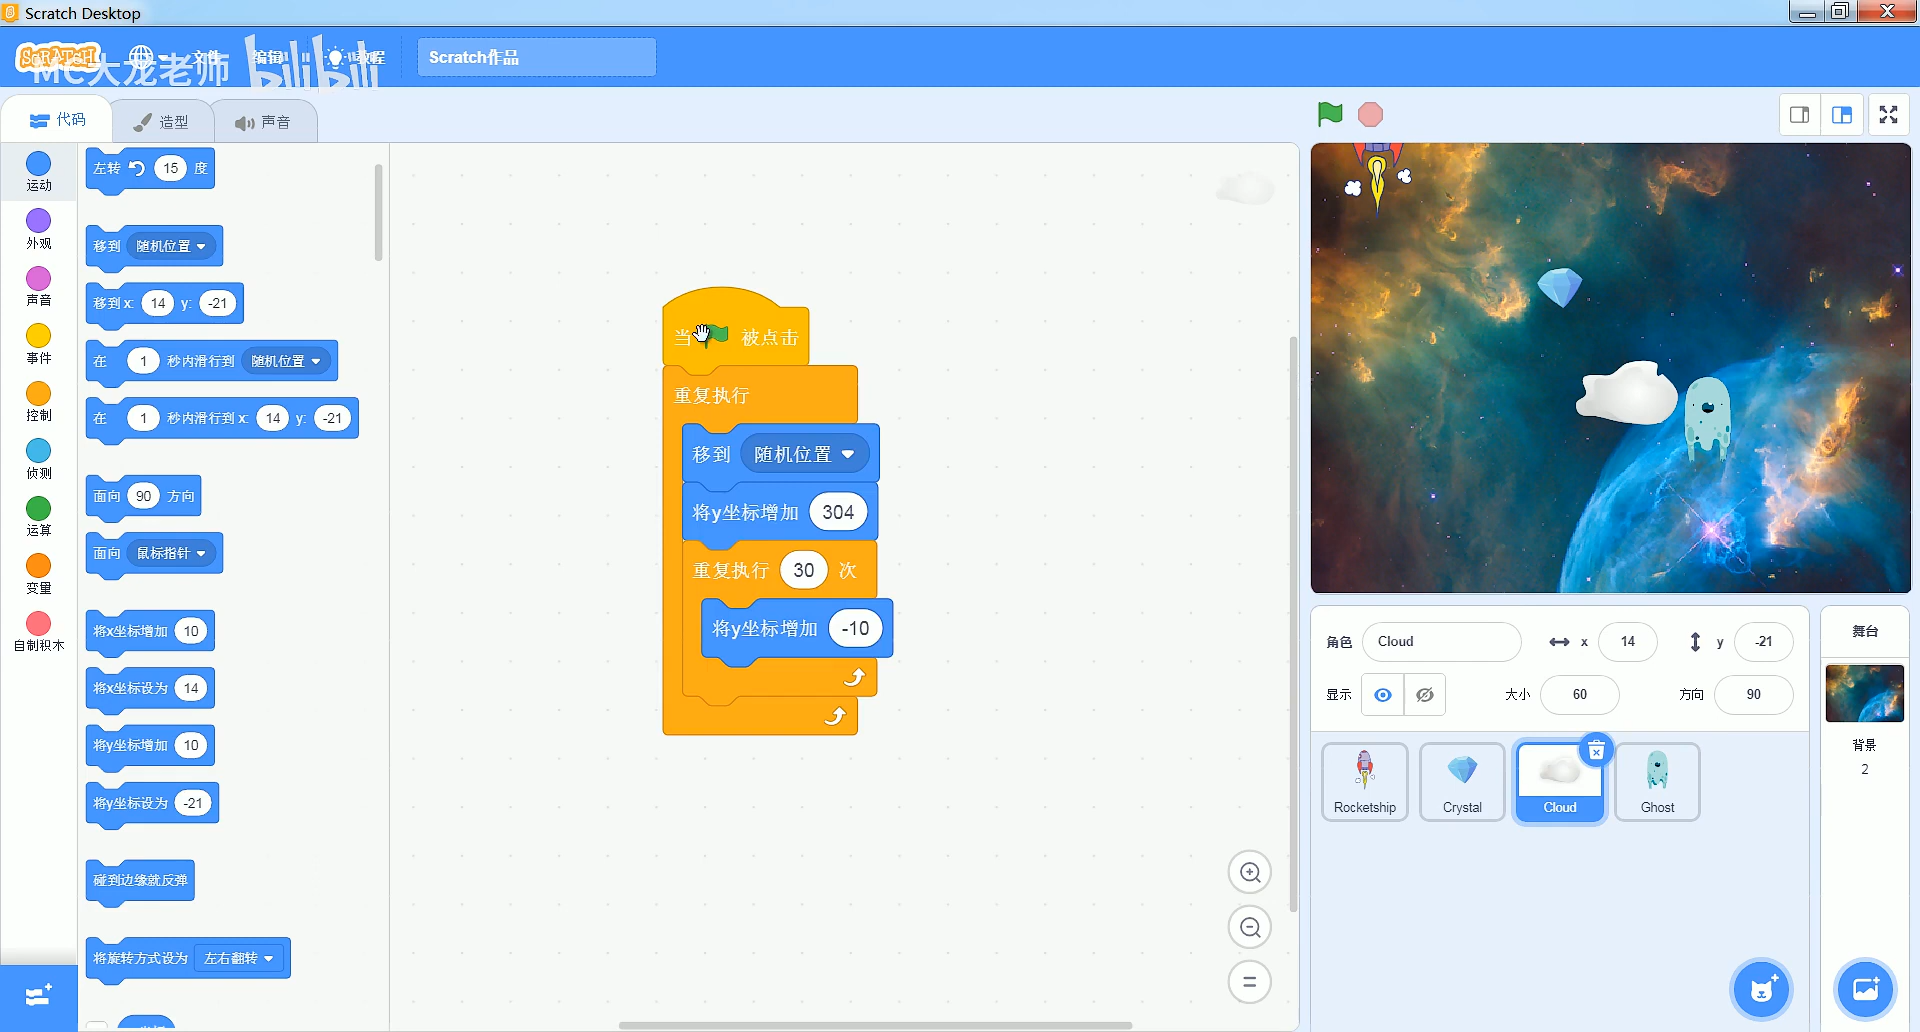 Scratch Desktop
SCRATCH 文件 编辑 教程 Scratch作品
MC大龙老师 bilibili
代码 造型 声音
运动
外观
声音
事件
控制
侦测
运算
变量
自制积木
左转 15 度
移到 随机位置
移到 x: 14 y: -21
在 1 秒内滑行到 随机位置
在 1 秒内滑行到 x: 14 y: -21
面向 90 方向
面向 鼠标指针
将x坐标增加 10
将x坐标设为 14
将y坐标增加 10
将y坐标设为 -21
碰到边缘就反弹
将旋转方式设为 左右翻转
当 被点击
重复执行
移到 随机位置
将y坐标增加 304
重复执行 30 次
将y坐标增加 -10
角色 Cloud x 14 y -21
显示 大小 60 方向 90
Rocketship Crystal Cloud Ghost
舞台
背景
2